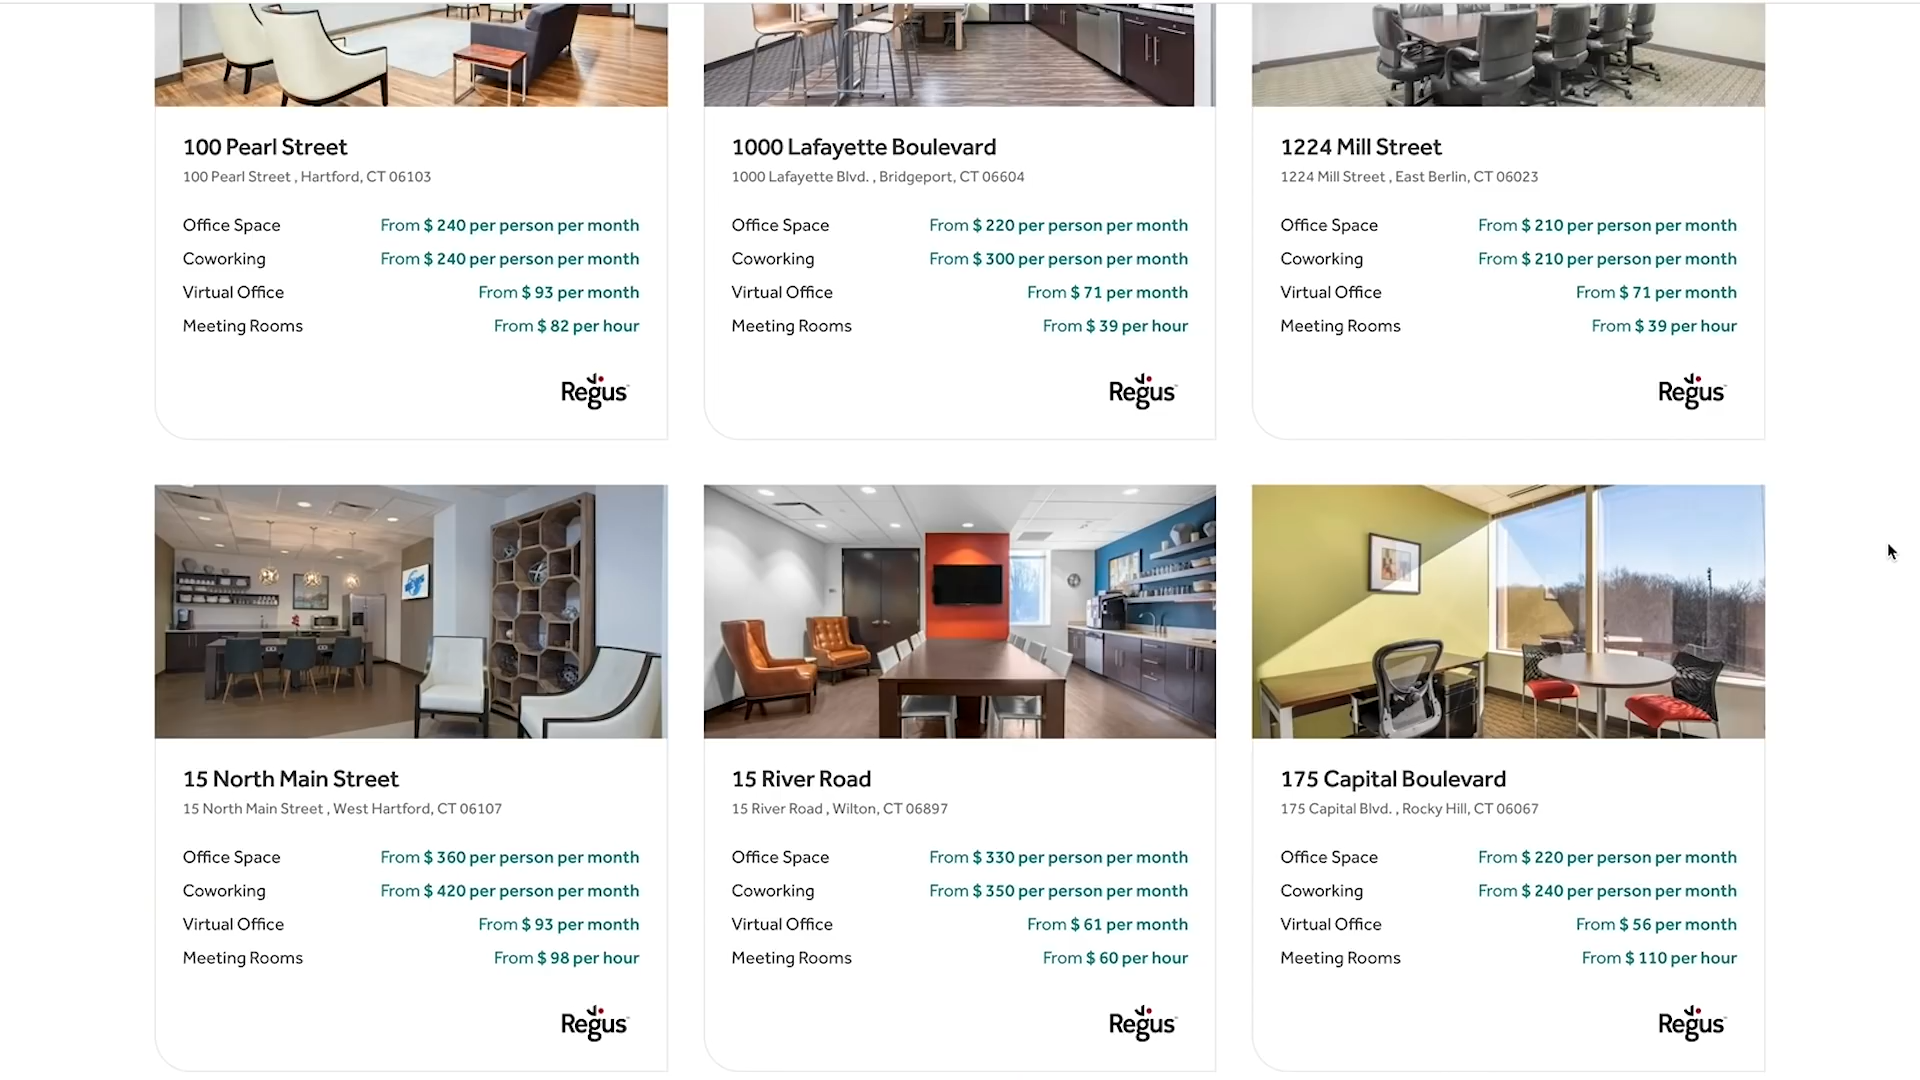 100 Pearl Street
100 Pearl Street , Hartford, CT 06103
Office Space From $ 240 per person per month
Coworking From $ 240 per person per month
Virtual Office From $ 93 per month
Meeting Rooms From $ 82 per hour
Regus
1000 Lafayette Boulevard
1000 Lafayette Blvd. , Bridgeport, CT 06604
Office Space From $ 220 per person per month
Coworking From $ 300 per person per month
Virtual Office From $ 71 per month
Meeting Rooms From $ 39 per hour
Regus
1224 Mill Street
1224 Mill Street , East Berlin, CT 06023
Office Space From $ 210 per person per month
Coworking From $ 210 per person per month
Virtual Office From $ 71 per month
Meeting Rooms From $ 39 per hour
Regus
15 North Main Street
15 North Main Street , West Hartford, CT 06107
Office Space From $ 360 per person per month
Coworking From $ 420 per person per month
Virtual Office From $ 93 per month
Meeting Rooms From $ 98 per hour
Regus
15 River Road
15 River Road , Wilton, CT 06897
Office Space From $ 330 per person per month
Coworking From $ 350 per person per month
Virtual Office From $ 61 per month
Meeting Rooms From $ 60 per hour
Regus
175 Capital Boulevard
175 Capital Blvd. , Rocky Hill, CT 06067
Office Space From $ 220 per person per month
Coworking From $ 240 per person per month
Virtual Office From $ 56 per month
Meeting Rooms From $ 110 per hour
Regus